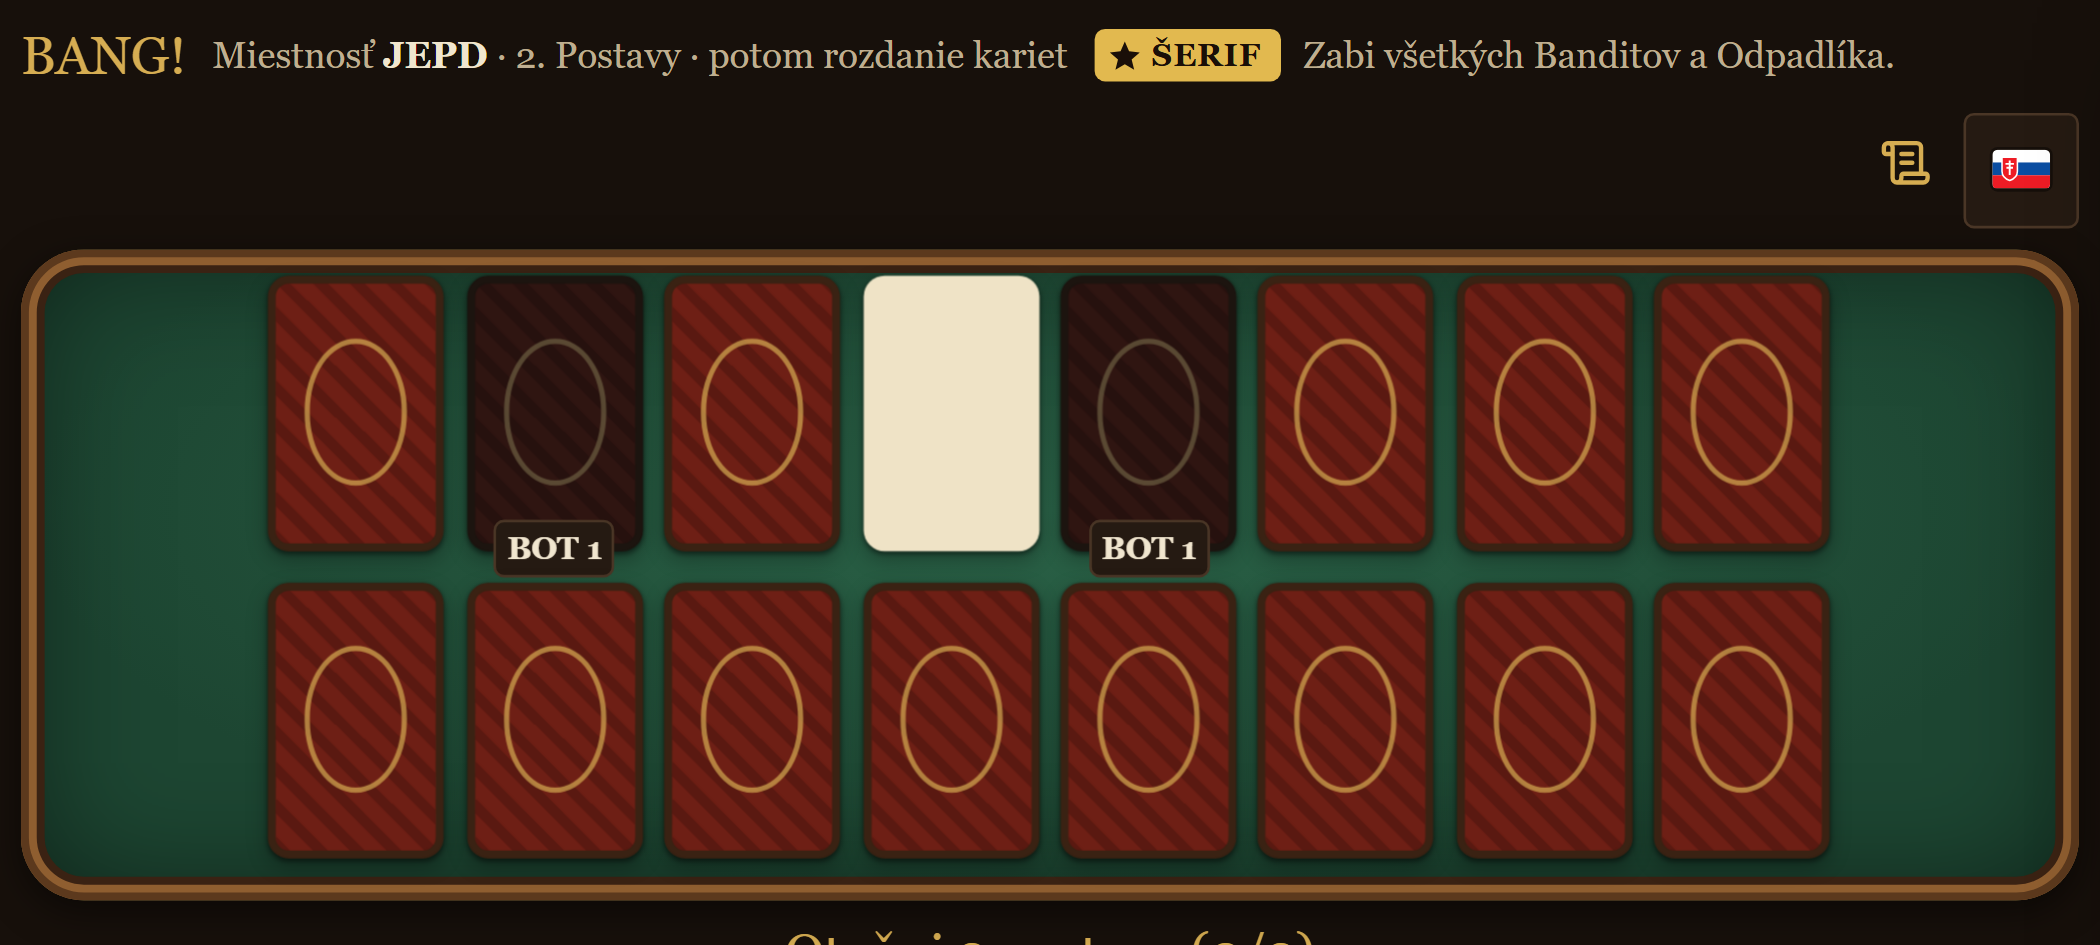 BANG! Miestnosť JEPD · 2. Postavy · potom rozdanie kariet ★ ŠERIF Zabi všetkých Banditov a Odpadlíka.
BOT 1 BOT 1